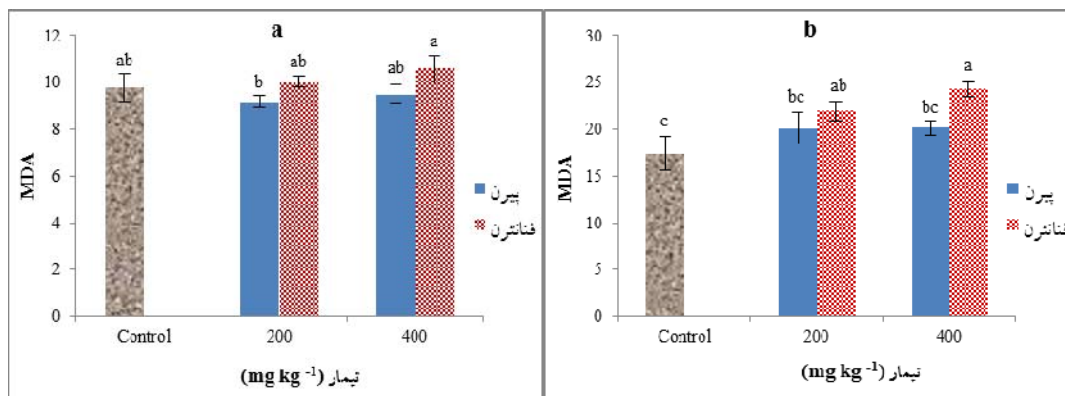 a
12
10
8
6
4
2
0
MDA
ab
b
ab
ab
a
Control
200
400
تیمار (mg kg -1)
پیرن
فنانترن
b
30
25
20
15
10
5
0
MDA
c
bc
ab
bc
a
Control
200
400
تیمار (mg kg -1)
پیرن
فنانترن